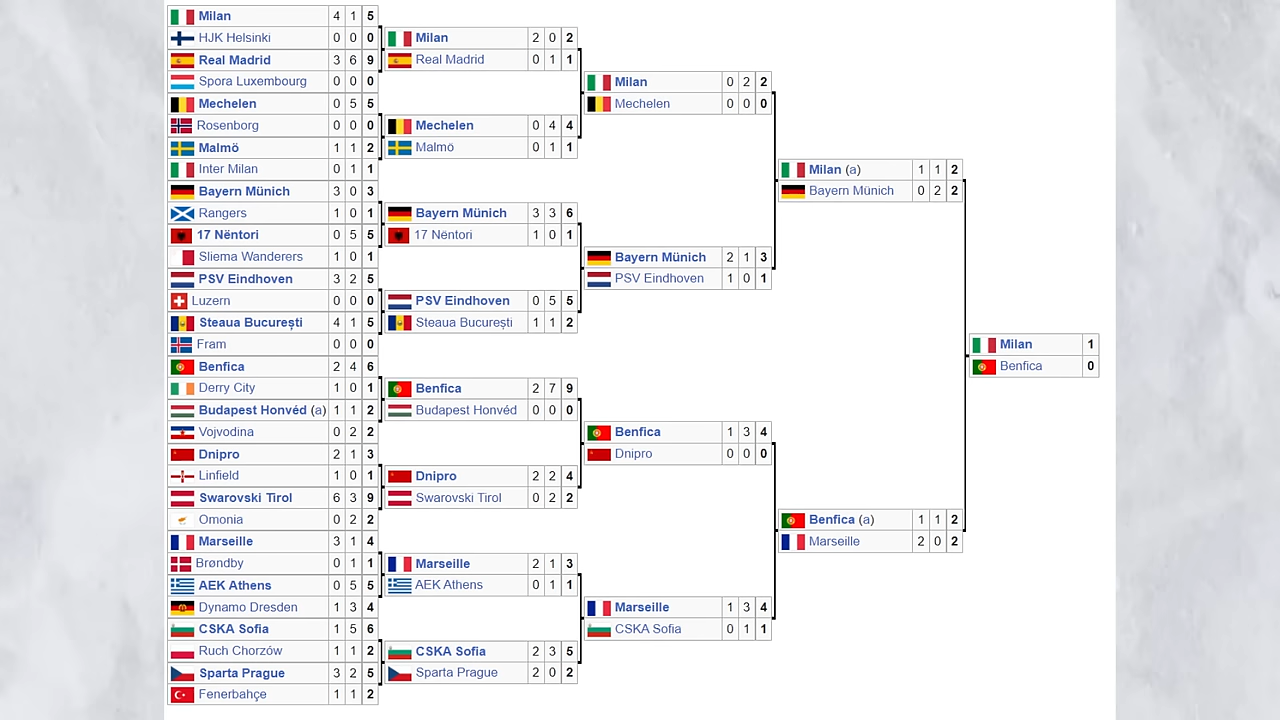 Milan 4 1 5
HJK Helsinki 0 0 0
Real Madrid 3 6 9
Spora Luxembourg 0 0 0
Mechelen 0 5 5
Rosenborg 0 0 0
Malmö 1 1 2
Inter Milan 0 1 1
Bayern Münich 3 0 3
Rangers 1 0 1
17 Nëntori 0 5 5
Sliema Wanderers 1 0 1
PSV Eindhoven 3 2 5
Luzern 0 0 0
Steaua București 4 1 5
Fram 0 0 0
Benfica 2 4 6
Derry City 1 0 1
Budapest Honvéd (a) 1 1 2
Vojvodina 0 2 2
Dnipro 2 1 3
Linfield 1 0 1
Swarovski Tirol 6 3 9
Omonia 0 2 2
Marseille 3 1 4
Brøndby 0 1 1
AEK Athens 0 5 5
Dynamo Dresden 1 3 4
CSKA Sofia 1 5 6
Ruch Chorzów 1 1 2
Sparta Prague 3 2 5
Fenerbahçe 1 1 2
Milan 2 0 2
Real Madrid 0 1 1
Mechelen 0 4 4
Malmö 0 1 1
Bayern Münich 3 3 6
17 Nëntori 1 0 1
PSV Eindhoven 0 5 5
Steaua București 1 1 2
Benfica 2 7 9
Budapest Honvéd 0 0 0
Dnipro 2 2 4
Swarovski Tirol 0 2 2
Marseille 2 1 3
AEK Athens 0 1 1
CSKA Sofia 2 3 5
Sparta Prague 2 0 2
Milan 0 2 2
Mechelen 0 0 0
Bayern Münich 2 1 3
PSV Eindhoven 1 0 1
Benfica 1 3 4
Dnipro 0 0 0
Marseille 1 3 4
CSKA Sofia 0 1 1
Milan (a) 1 1 2
Bayern Münich 0 2 2
Benfica (a) 1 1 2
Marseille 2 0 2
Milan 1
Benfica 0